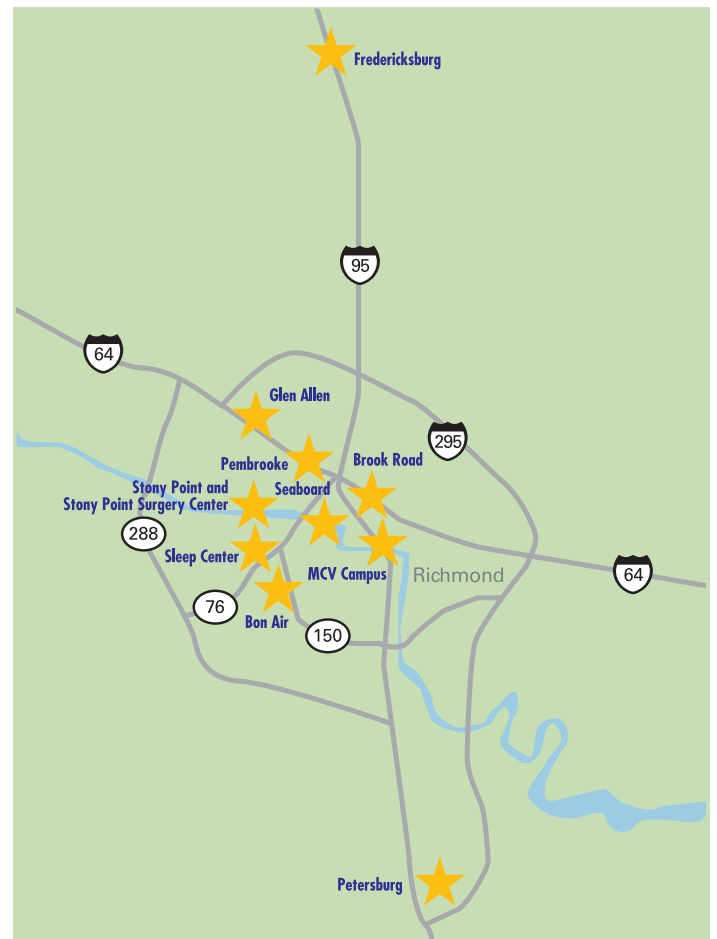 Fredericksburg
95
64
Glen Allen
295
Pembrooke
Brook Road
Stony Point and
Stony Point Surgery Center
Seaboard
288
Sleep Center
MCV Campus
Richmond
64
76
Bon Air
150
Petersburg